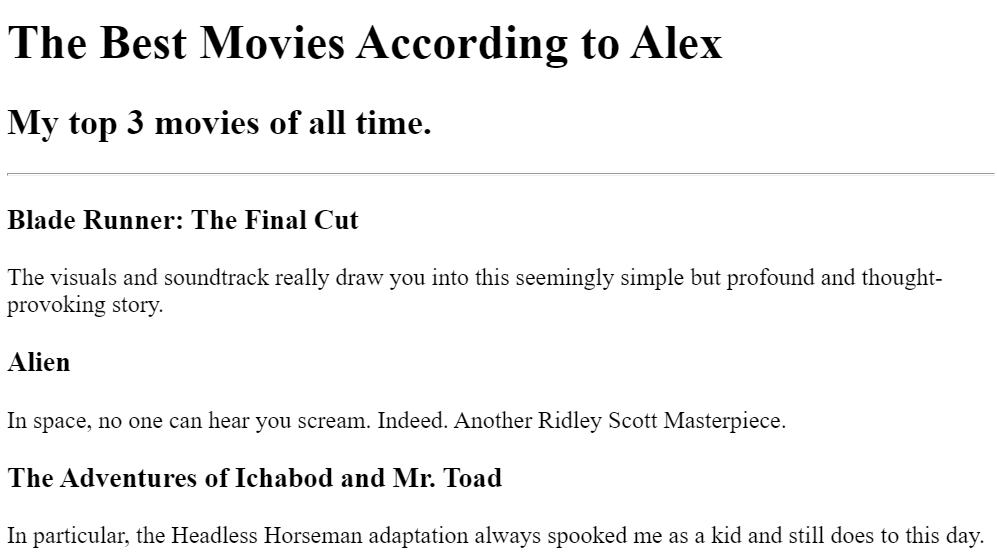 The Best Movies According to Alex
My top 3 movies of all time.
Blade Runner: The Final Cut
The visuals and soundtrack really draw you into this seemingly simple but profound and thought-
provoking story.
Alien
In space, no one can hear you scream. Indeed. Another Ridley Scott Masterpiece.
The Adventures of Ichabod and Mr. Toad
In particular, the Headless Horseman adaptation always spooked me as a kid and still does to this day.